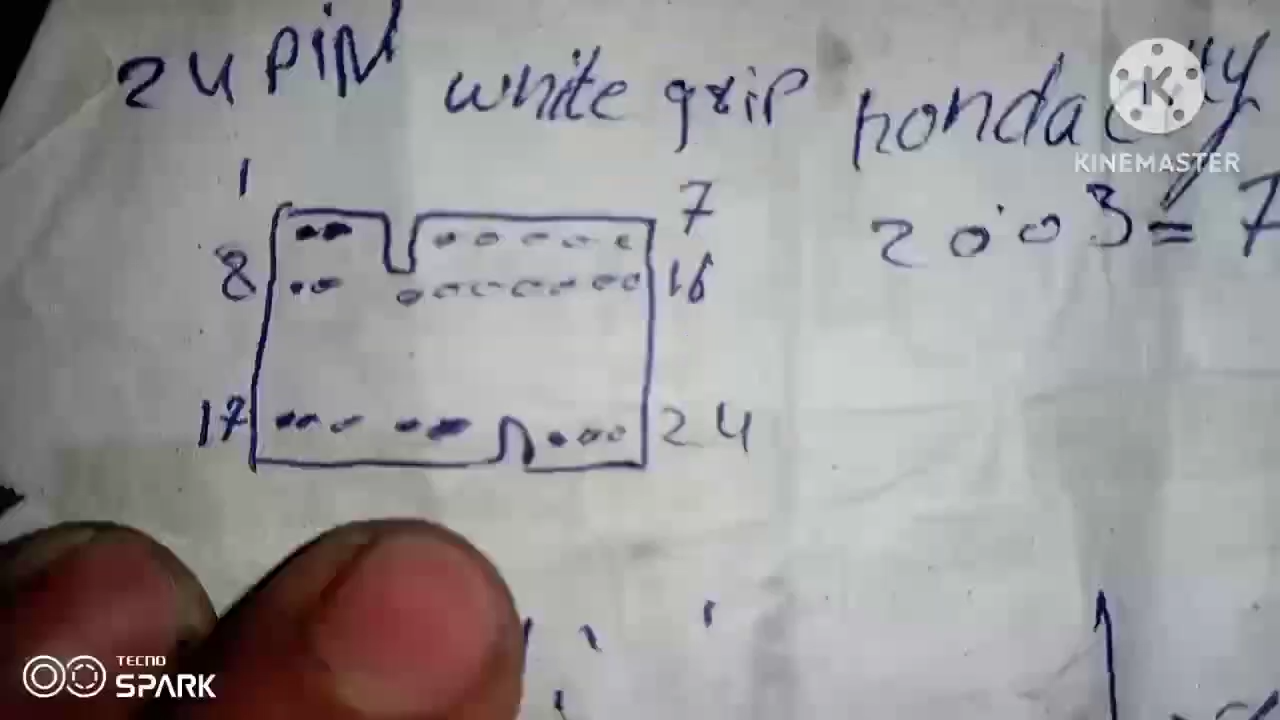 24 PIN white grip honda
2003= 7
1 7
8 16
17 24
K
KINEMASTER
TECNO
SPARK